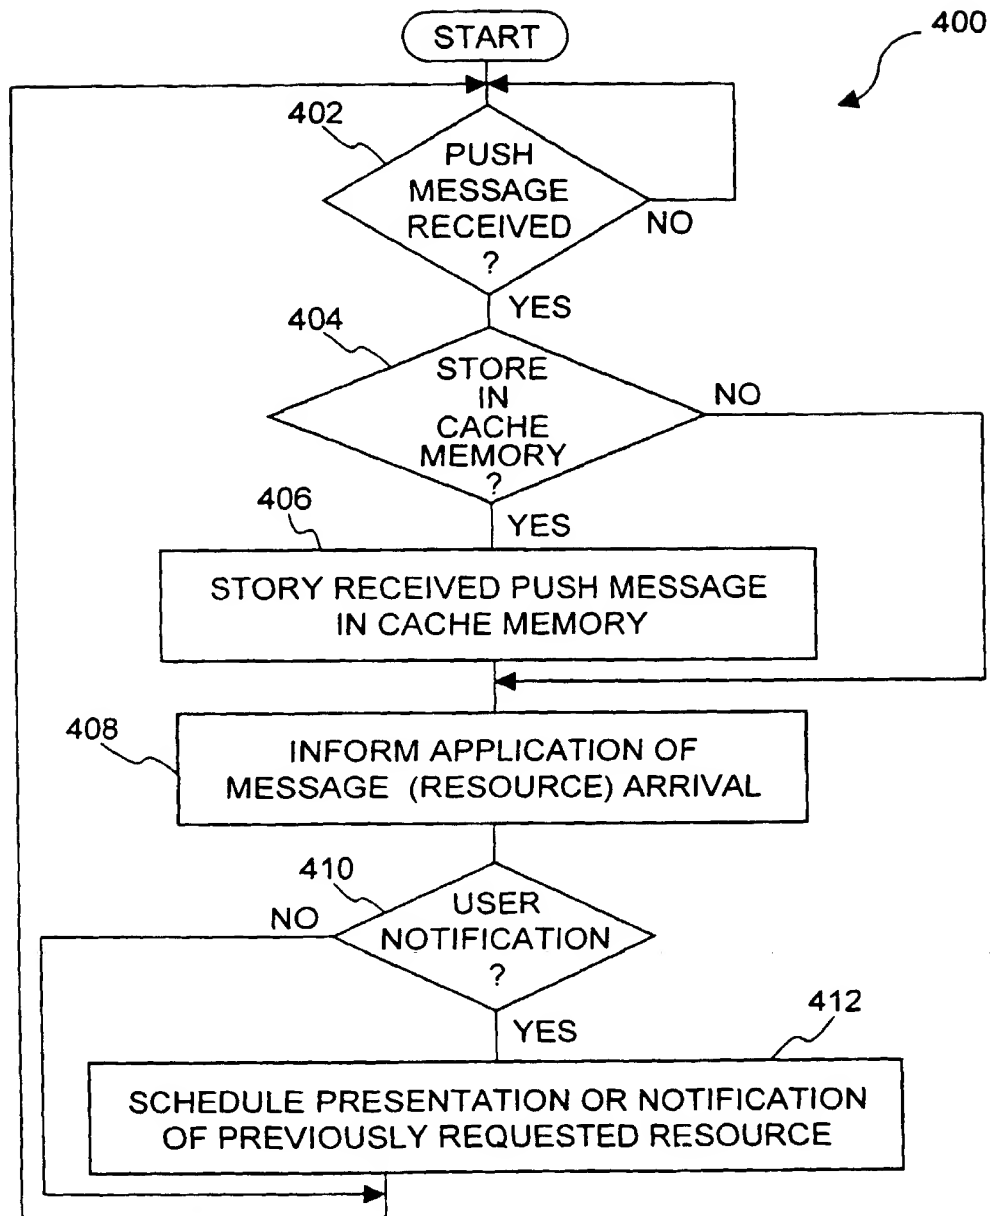 START
400
402
PUSH
MESSAGE
RECEIVED
?
NO
YES
404
STORE
IN
CACHE
MEMORY
?
NO
YES
406
STORY RECEIVED PUSH MESSAGE
IN CACHE MEMORY
408
INFORM APPLICATION OF
MESSAGE (RESOURCE) ARRIVAL
410
USER
NOTIFICATION
?
NO
YES
412
SCHEDULE PRESENTATION OR NOTIFICATION
OF PREVIOUSLY REQUESTED RESOURCE